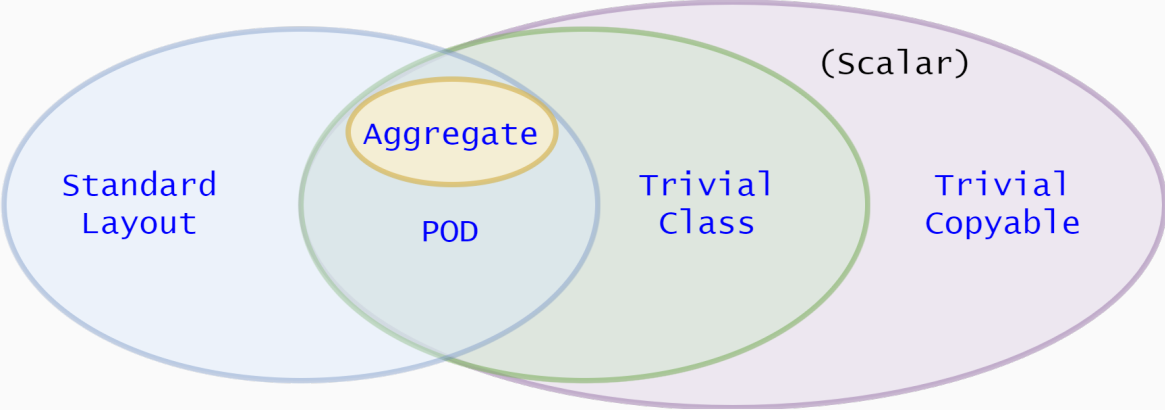 (Scalar)
Aggregate
Standard
Layout
POD
Trivial
Class
Trivial
Copyable